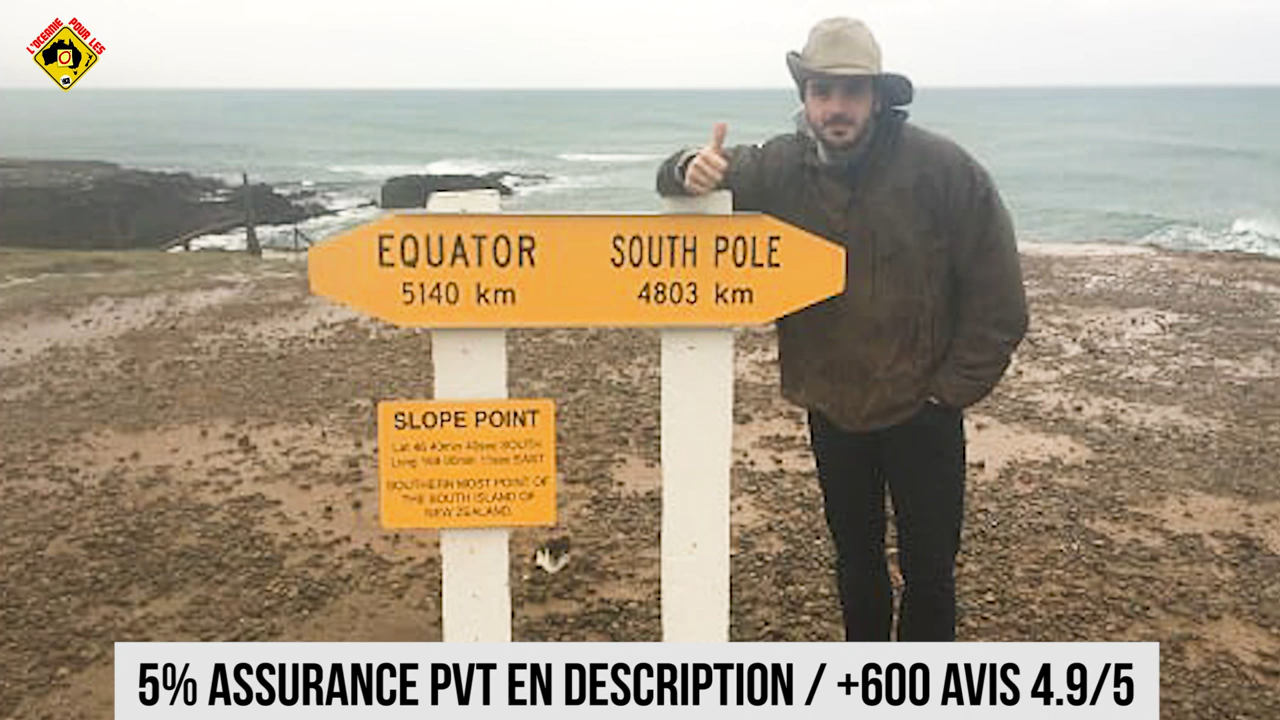 L'OCEANIE POUR LES
EQUATOR
5140 km
SOUTH POLE
4803 km
SLOPE POINT
SOUTHERN MOST POINT OF
THE SOUTH ISLAND OF
NEW ZEALAND
5% ASSURANCE PVT EN DESCRIPTION / +600 AVIS 4.9/5